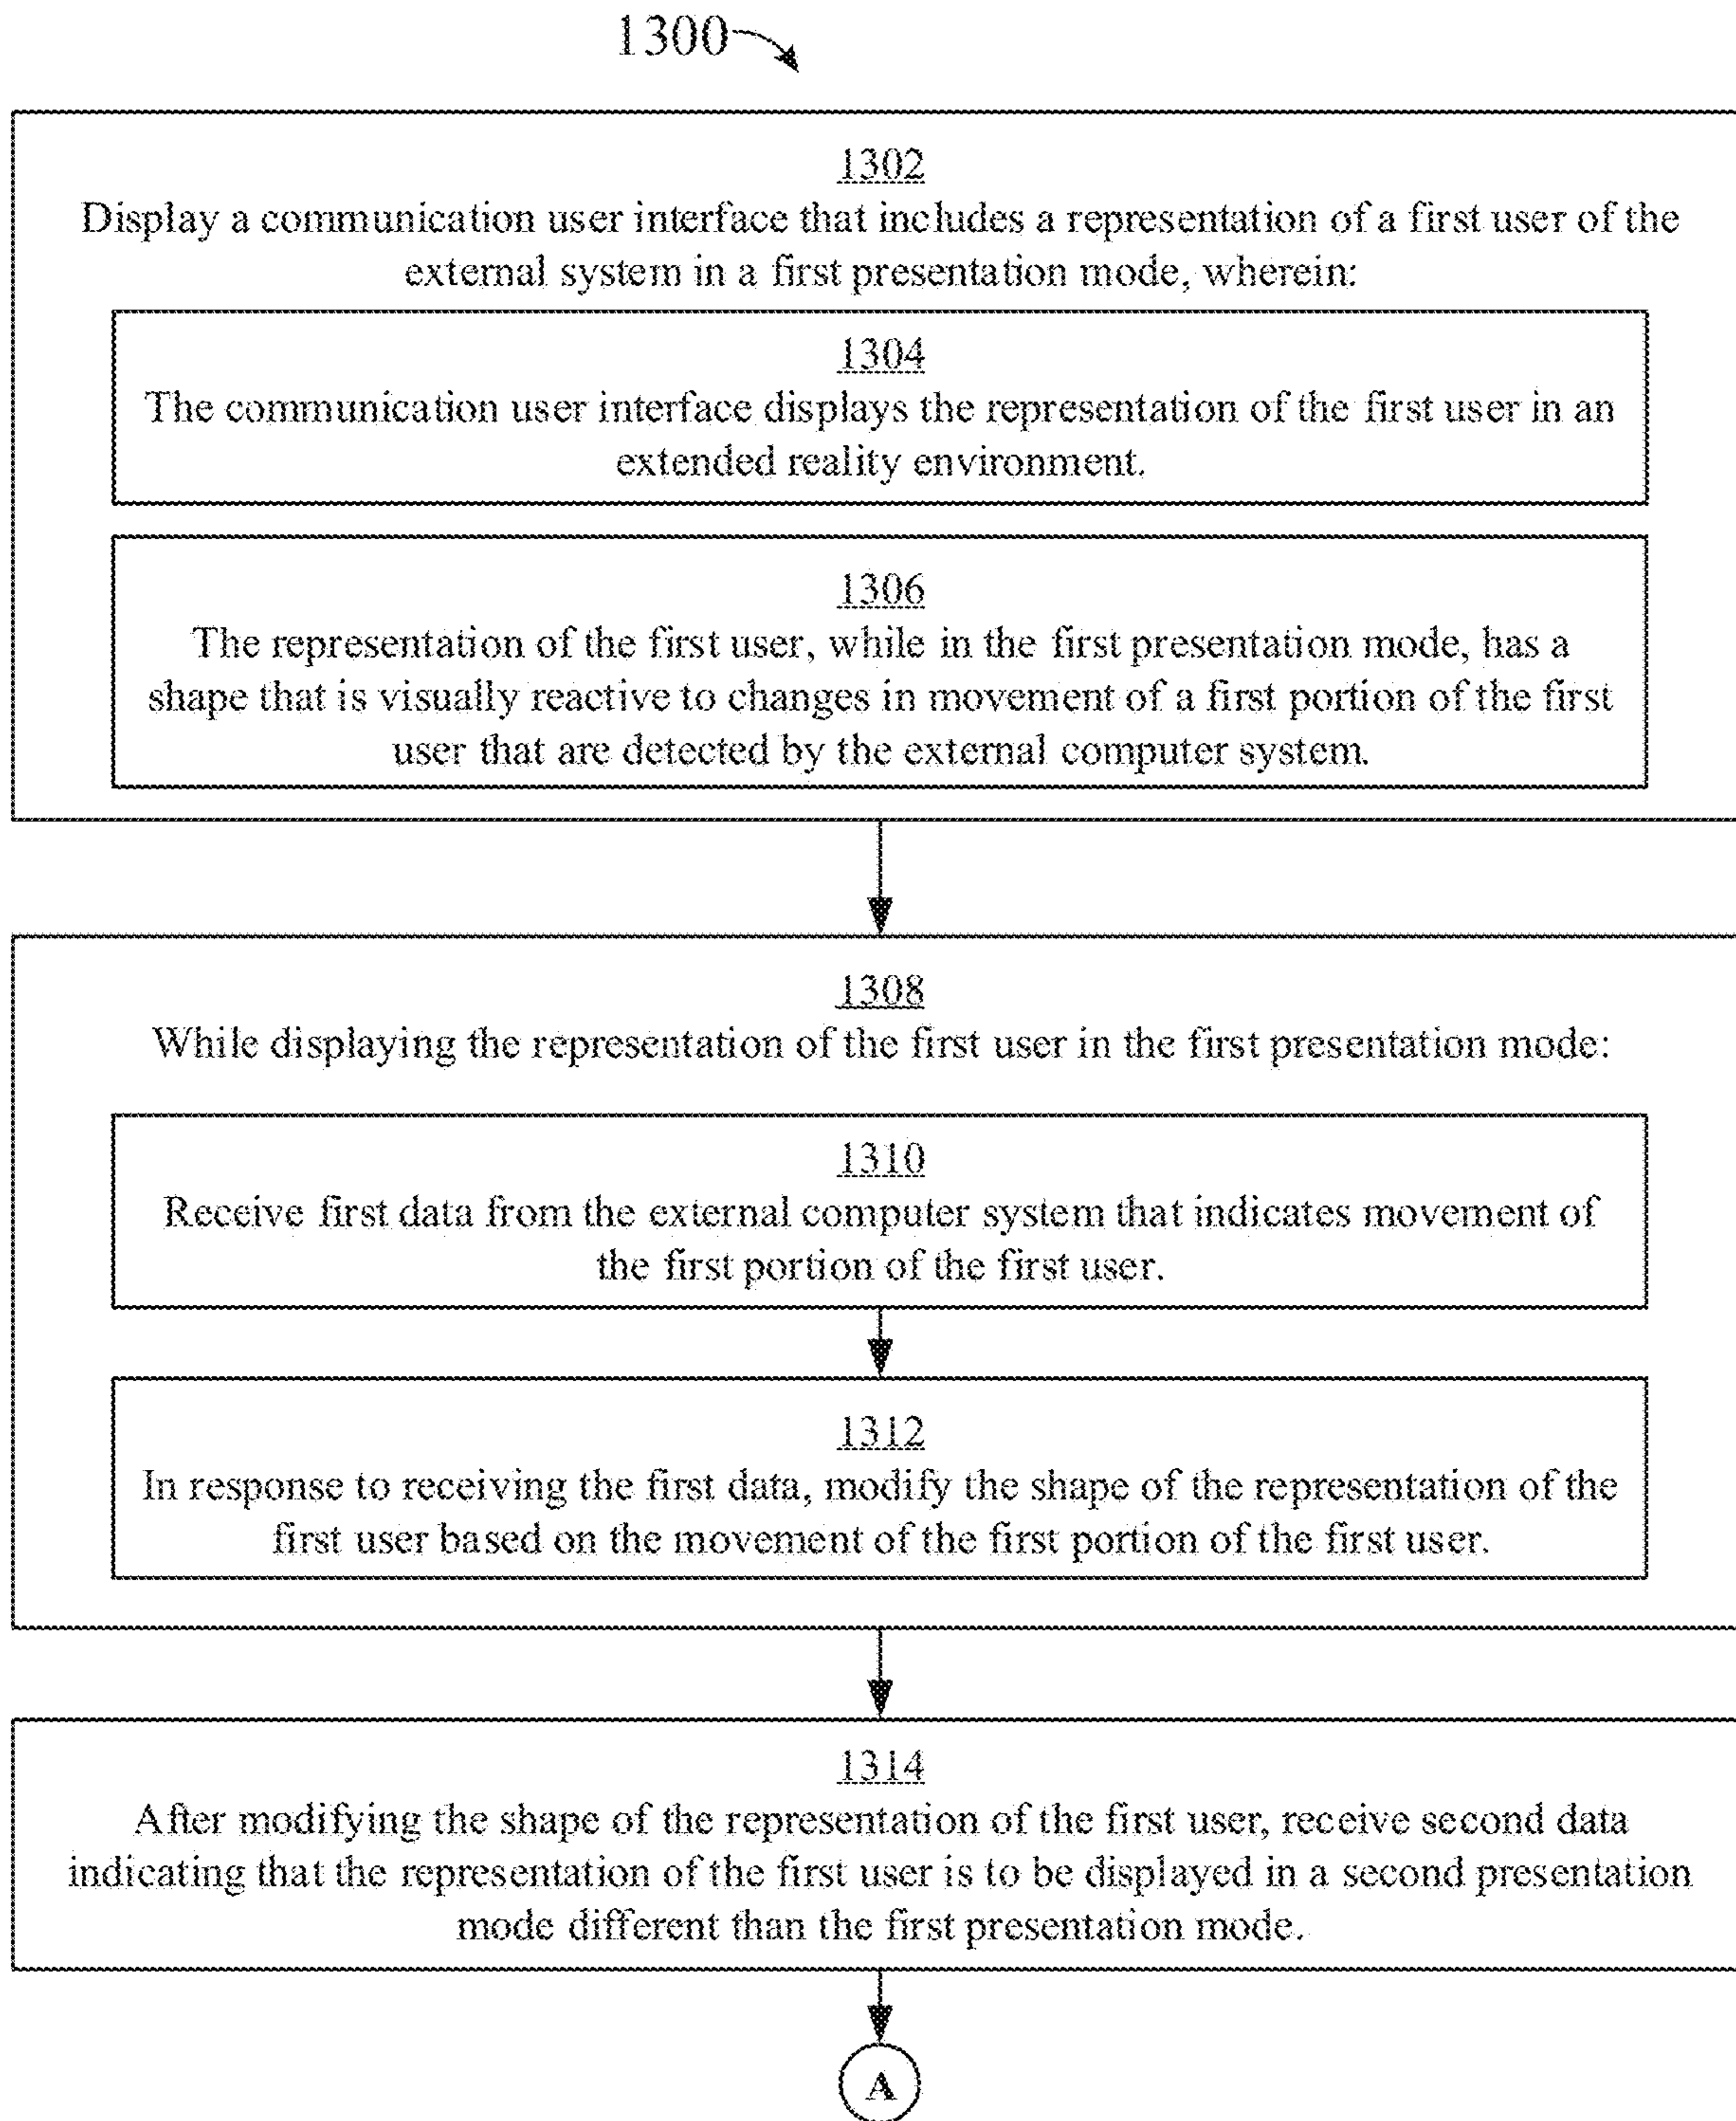 1300
1302
Display a communication user interface that includes a representation of a first user of the
external system in a first presentation mode, wherein:
1304
The communication user interface displays the representation of the first user in an
extended reality environment.
1306
The representation of the first user, while in the first presentation mode, has a
shape that is visually reactive to changes in movement of a first portion of the first
user that are detected by the external computer system.
1308
While displaying the representation of the first user in the first presentation mode:
1310
Receive first data from the external computer system that indicates movement of
the first portion of the first user.
1312
In response to receiving the first data, modify the shape of the representation of the
first user based on the movement of the first portion of the first user.
1314
After modifying the shape of the representation of the first user, receive second data
indicating that the representation of the first user is to be displayed in a second presentation
mode different than the first presentation mode.
A